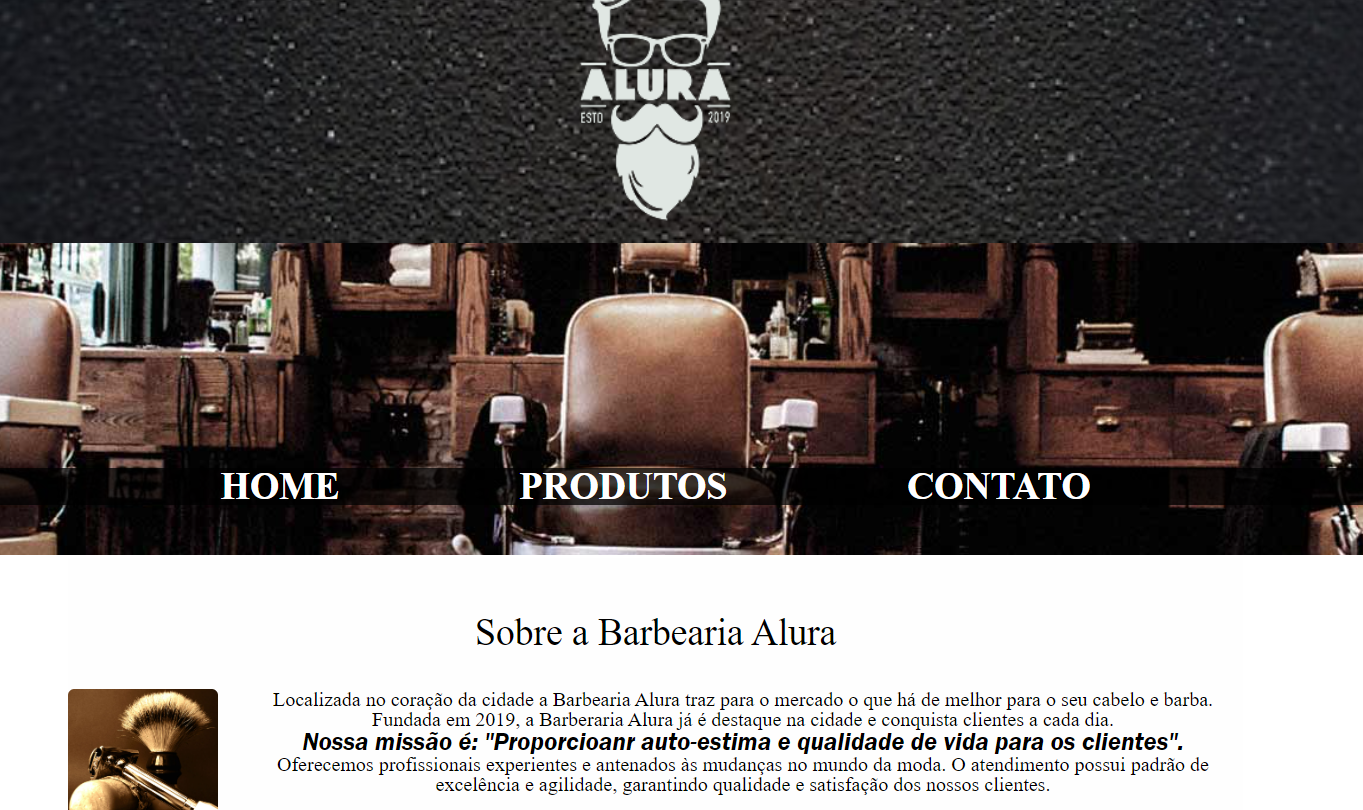 ALURA
ESTD 2019
HOME PRODUTOS CONTATO
Sobre a Barbearia Alura
Localizada no coração da cidade a Barbearia Alura traz para o mercado o que há de melhor para o seu cabelo e barba.
Fundada em 2019, a Barberaria Alura já é destaque na cidade e conquista clientes a cada dia.
Nossa missão é: "Proporcioanr auto-estima e qualidade de vida para os clientes".
Oferecemos profissionais experientes e antenados às mudanças no mundo da moda. O atendimento possui padrão de
excelência e agilidade, garantindo qualidade e satisfação dos nossos clientes.